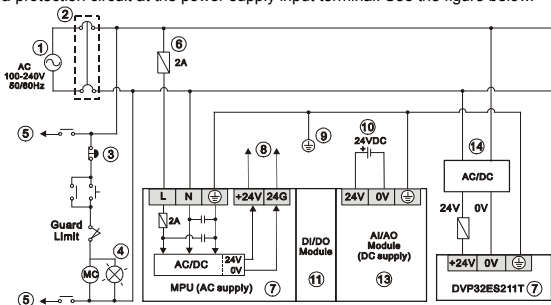 a protection circuit at the power supply input terminal. See the figure below.
②
①
AC
100-240V
50/60Hz
⑥
2A
⑤
③
⑧
⑨
⑩
24VDC
+
⑭
AC/DC
Guard
Limit
L N +24V 24G
24V 0V
2A
24V
0V
AC/DC
MPU (AC supply) ⑦
DI/DO
Module
⑪
AI/AO
Module
(DC supply)
⑬
24V 0V
+24V 0V
DVP32ES211T ⑦
④
MC
⑤